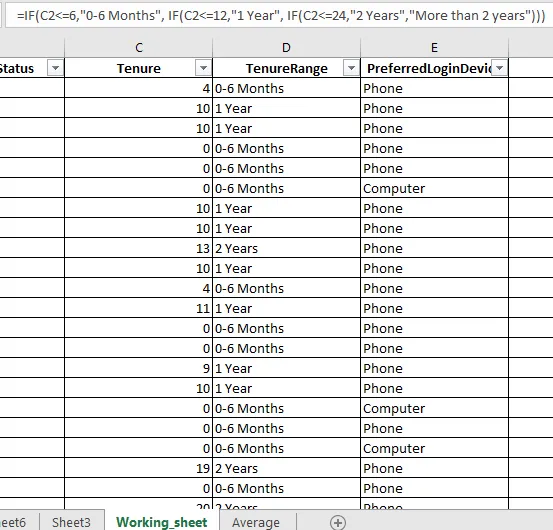 =IF(C2<=6,"0-6 Months", IF(C2<=12,"1 Year", IF(C2<=24,"2 Years","More than 2 years")))
C D E
Status Tenure TenureRange PreferredLoginDevic
4 0-6 Months Phone
10 1 Year Phone
10 1 Year Phone
0 0-6 Months Phone
0 0-6 Months Phone
0 0-6 Months Computer
10 1 Year Phone
10 1 Year Phone
13 2 Years Phone
10 1 Year Phone
4 0-6 Months Phone
11 1 Year Phone
0 0-6 Months Phone
0 0-6 Months Phone
9 1 Year Phone
10 1 Year Phone
0 0-6 Months Computer
0 0-6 Months Phone
0 0-6 Months Computer
19 2 Years Phone
0 0-6 Months Phone
20 2 Years Phone
eet6 Sheet3 Working_sheet Average